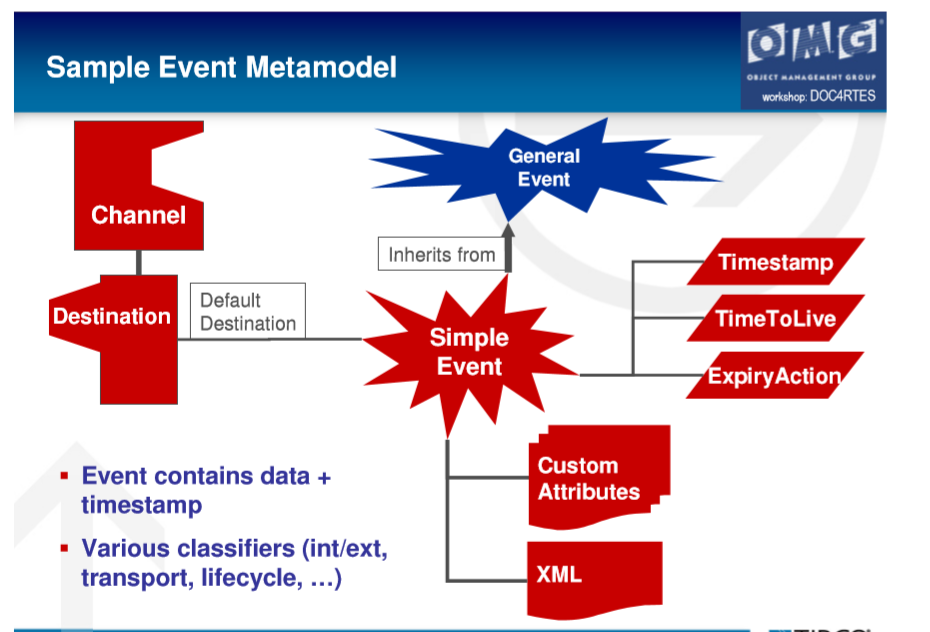 Sample Event Metamodel
OMG
OBJECT MANAGEMENT GROUP
workshop: DOC4RTES
Channel
General
Event
Inherits from
Timestamp
Destination
Default
Destination
TimeToLive
Simple
Event
ExpiryAction
Custom
Attributes
XML
▪ Event contains data +
timestamp
▪ Various classifiers (int/ext,
transport, lifecycle, …)